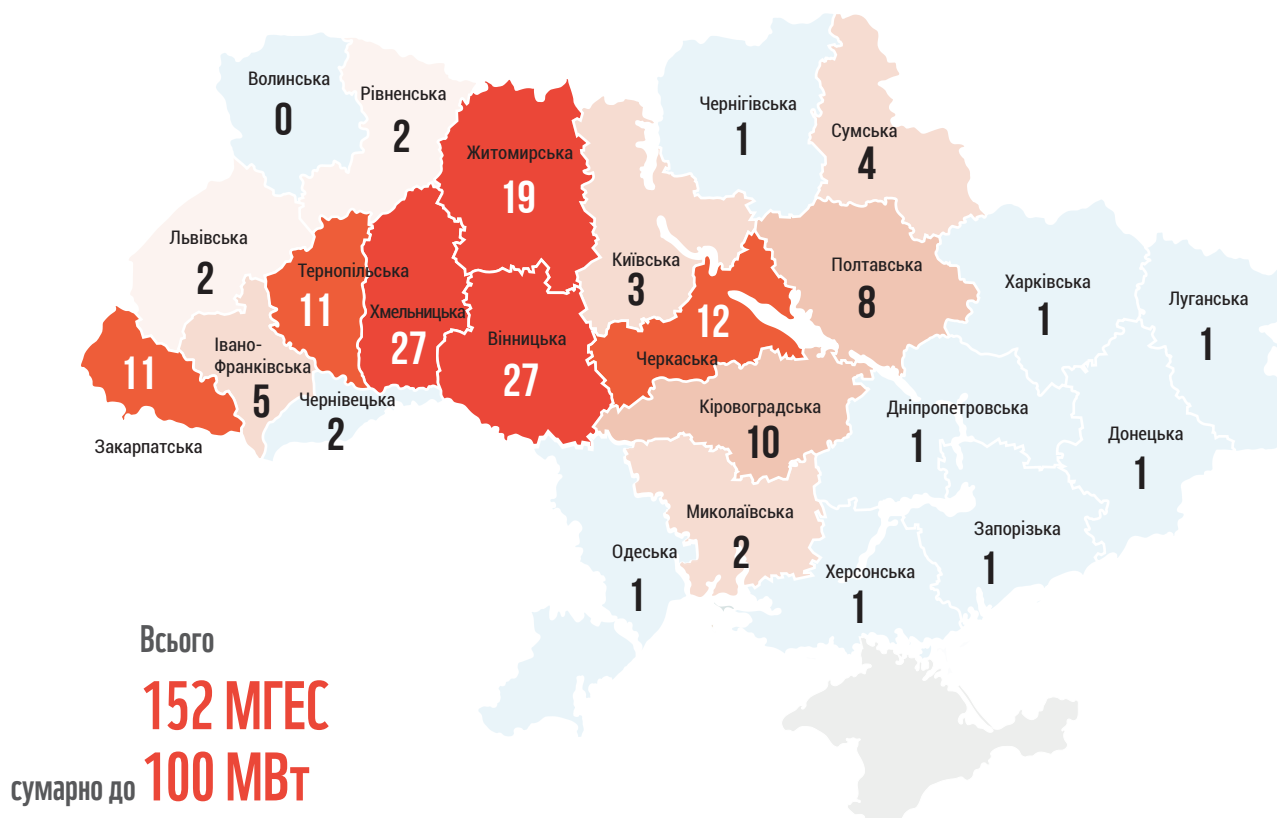 Волинська
0
Рівненська
2
Житомирська
19
Чернігівська
1
Сумська
4
Львівська
2
Тернопільська
11
Хмельницька
27
Вінницька
27
Київська
3
12
Черкаська
Полтавська
8
Харківська
1
Луганська
1
11
Закарпатська
Івано-
Франківська
5
Чернівецька
2
Кіровоградська
10
Дніпропетровська
1
Донецька
1
Миколаївська
2
Одеська
1
Херсонська
1
Запорізька
1
Всього
152 МГЕС
сумарно до 100 МВт